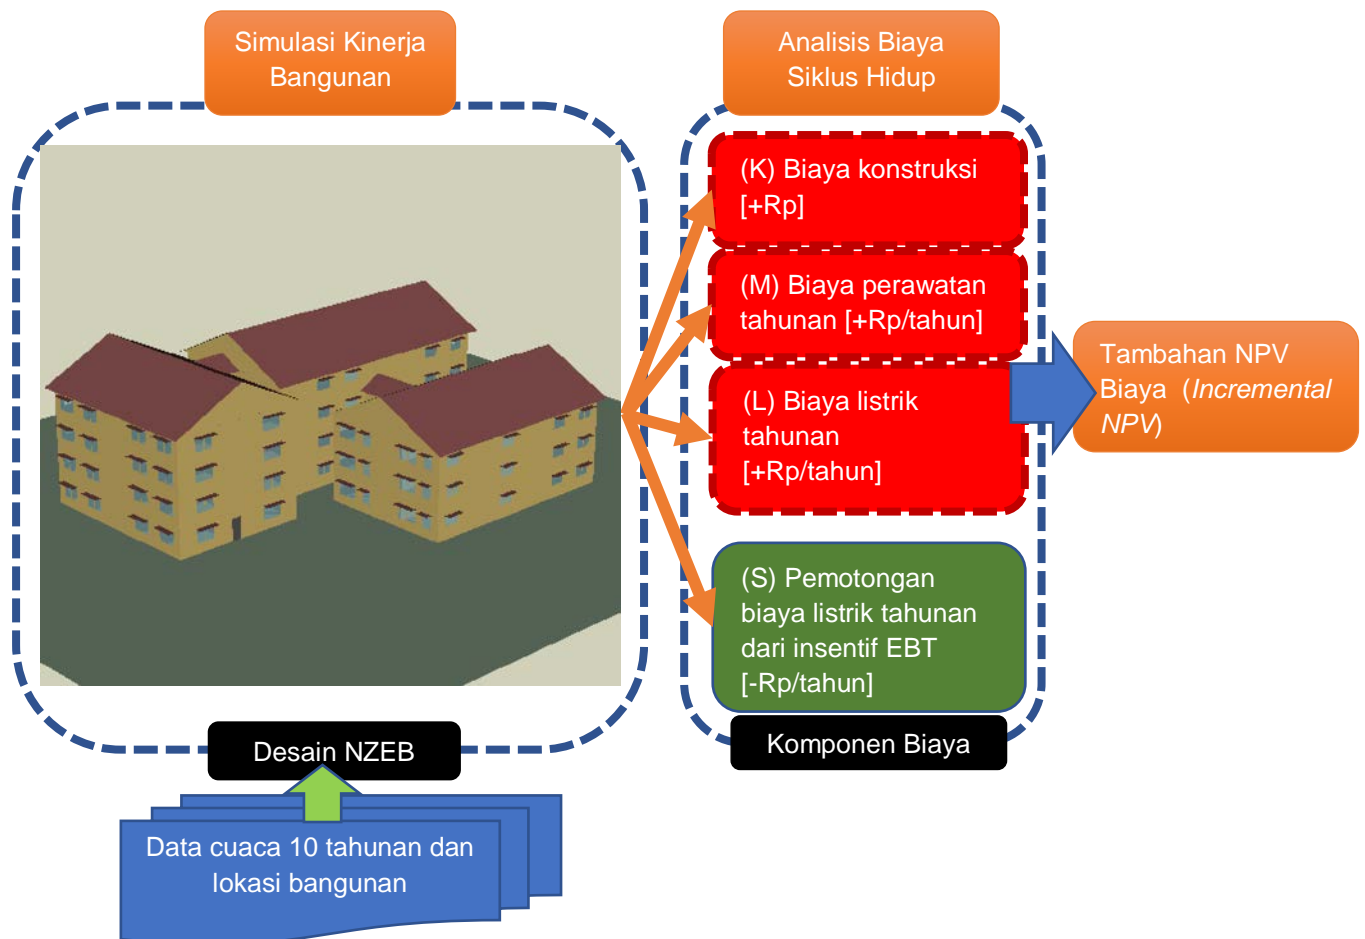 Simulasi Kinerja
Bangunan
Analisis Biaya
Siklus Hidup
(K) Biaya konstruksi
[+Rp]
(M) Biaya perawatan
tahunan [+Rp/tahun]
(L) Biaya listrik
tahunan
[+Rp/tahun]
(S) Pemotongan
biaya listrik tahunan
dari insentif EBT
[-Rp/tahun]
Tambahan NPV
Biaya (Incremental
NPV)
Desain NZEB
Komponen Biaya
Data cuaca 10 tahunan dan
lokasi bangunan